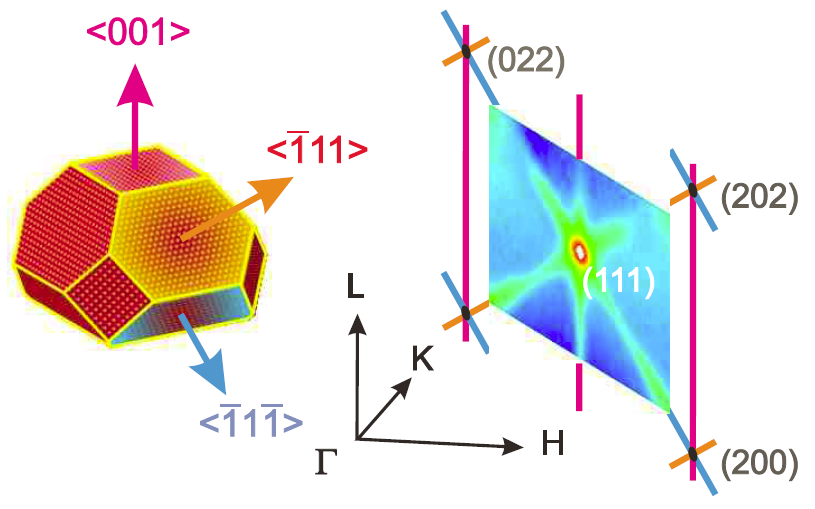 <001>
(022)
<1̅11>
(202)
(111)
L
K
<1̅11̅>
H
Γ
(200)